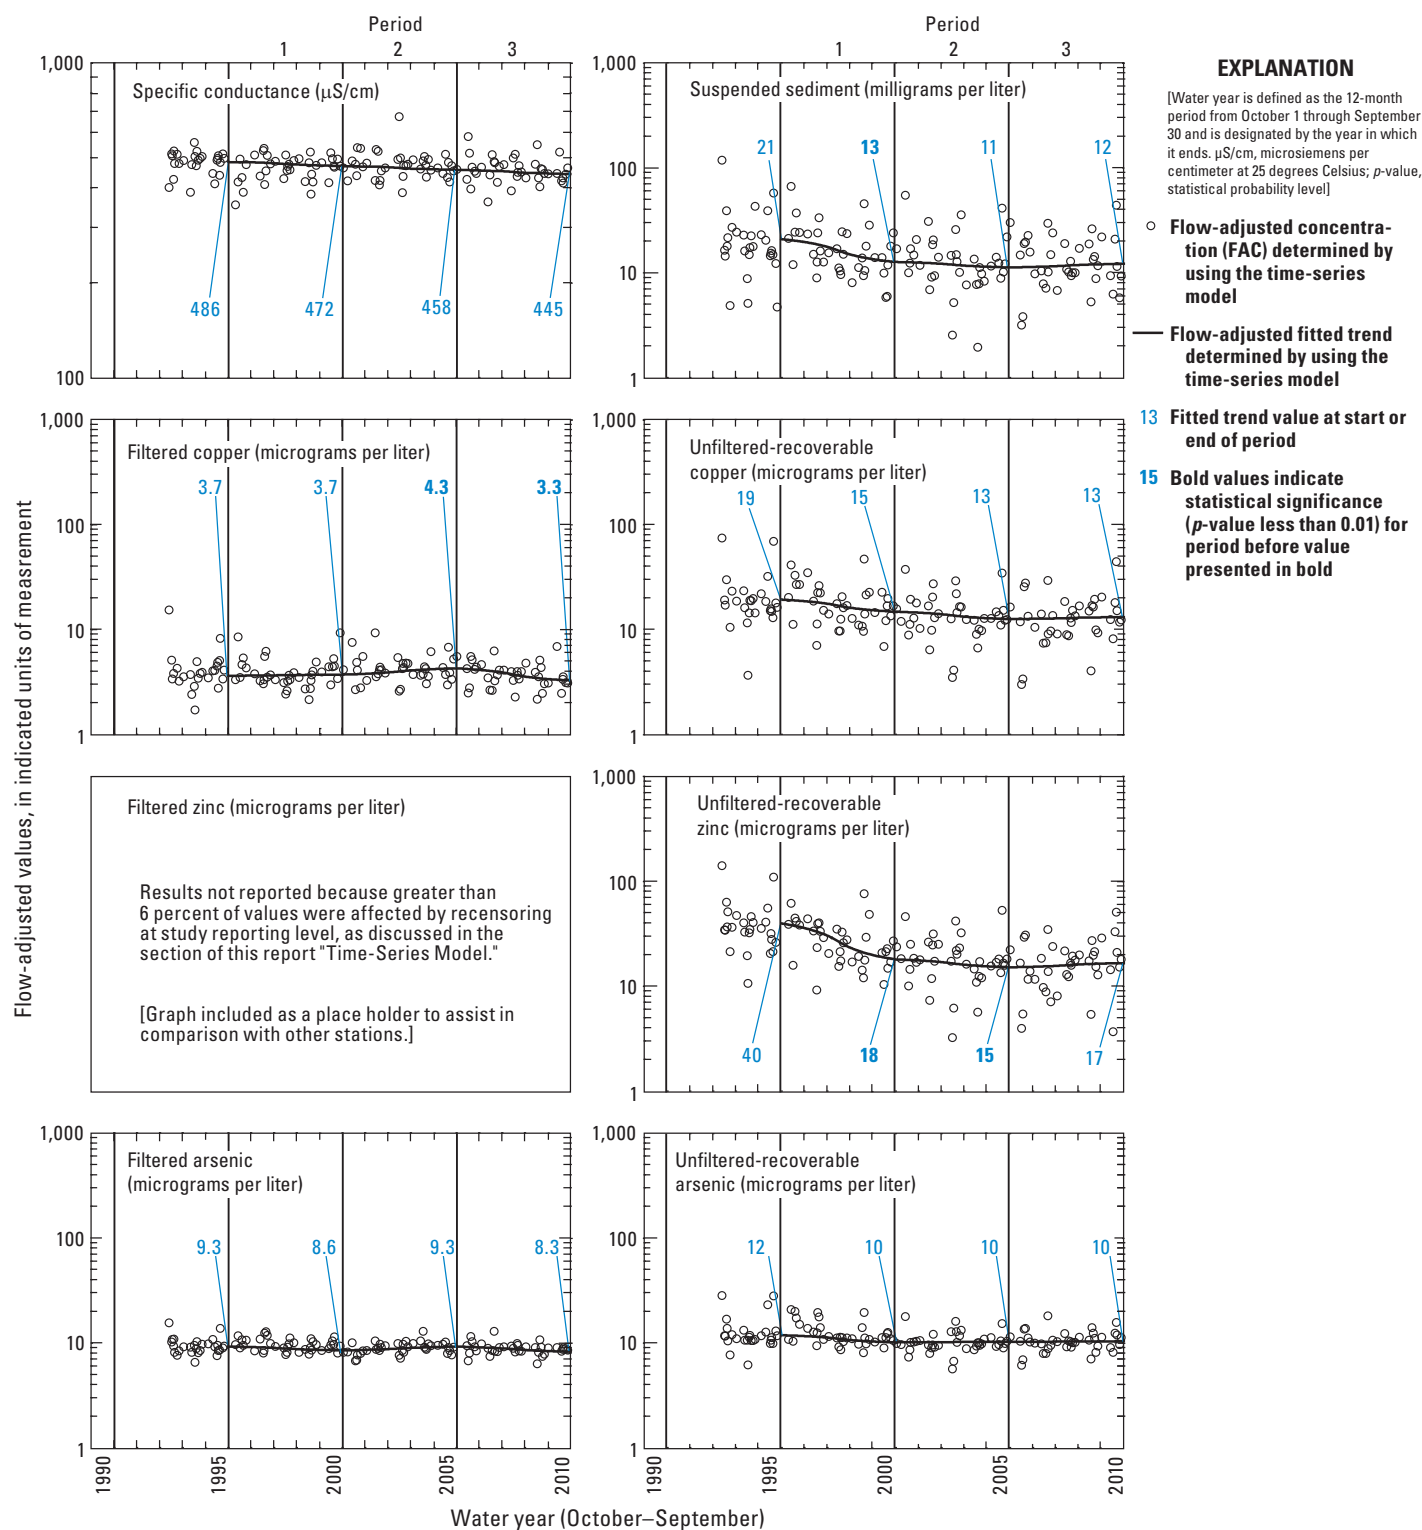 Period
1 2 3
Period
1 2 3
1,000
100
Specific conductance (µS/cm)
486 472 458 445
1,000
100
10
1
Suspended sediment (milligrams per liter)
21 13 11 12
EXPLANATION
[Water year is defined as the 12-month
period from October 1 through September
30 and is designated by the year in which
it ends. µS/cm, microsiemens per
centimeter at 25 degrees Celsius; p-value,
statistical probability level]
Flow-adjusted concentra-
tion (FAC) determined by
using the time-series
model
Flow-adjusted fitted trend
determined by using the
time-series model
13 Fitted trend value at start or
end of period
15 Bold values indicate
statistical significance
(p-value less than 0.01) for
period before value
presented in bold
Flow-adjusted values, in indicated units of measrement
1,000
100
10
1
Filtered copper (micrograms per liter)
3.7 3.7 4.3 3.3
1,000
100
10
1
Unfiltered-recoverable
copper (micrograms per liter)
19 15 13 13
Filtered zinc (micrograms per liter)
Results not reported because greater than
6 percent of values were affected by recensoring
at study reporting level, as discussed in the
section of this report "Time-Series Model."
[Graph included as a place holder to assist in
comparison with other stations.]
1,000
100
10
1
Unfiltered-recoverable
zinc (micrograms per liter)
40 18 15 17
1,000
100
10
1
Filtered arsenic
(micrograms per liter)
9.3 8.6 9.3 8.3
1990 1995 2000 2005 2010
1,000
100
10
1
Unfiltered-recoverable
arsenic (micrograms per liter)
12 10 10 10
1990 1995 2000 2005 2010
Water year (October–September)